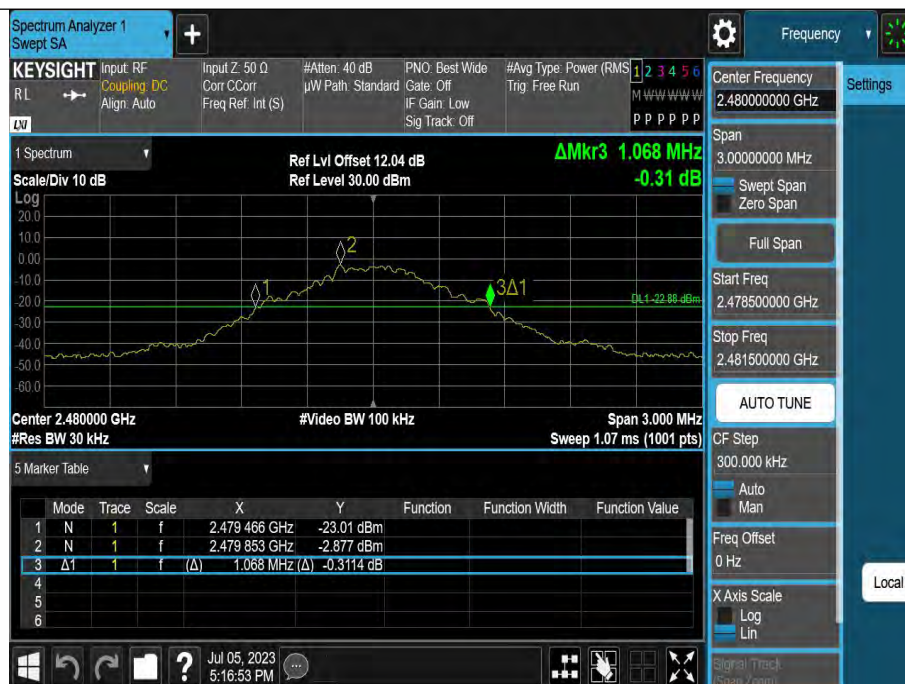 Spectrum Analyzer 1
Swept SA
+
Frequency
KEYSIGHT
RL
LXI
Input: RF
Coupling: DC
Align: Auto
Input Z: 50 Ω
Corr CCorr
Freq Ref: Int (S)
#Atten: 40 dB
µW Path: Standard
PNO: Best Wide
Gate: Off
IF Gain: Low
Sig Track: Off
#Avg Type: Power (RMS
Trig: Free Run
1 2 3 4 5 6
M W W W W W
P P P P P P
Center Frequency
2.480000000 GHz
Settings
1 Spectrum
Scale/Div 10 dB
Log
Ref Lvl Offset 12.04 dB
Ref Level 30.00 dBm
ΔMkr3 1.068 MHz
-0.31 dB
20.0
10.0
0.00
-10.0
-20.0
-30.0
-40.0
-50.0
-60.0
1
2
3Δ1
DL1 -22.88 dBm
Center 2.480000 GHz
#Video BW 100 kHz
Span 3.000 MHz
#Res BW 30 kHz
Sweep 1.07 ms (1001 pts)
Span
3.00000000 MHz
Swept Span
Zero Span
Full Span
Start Freq
2.478500000 GHz
Stop Freq
2.481500000 GHz
AUTO TUNE
CF Step
300.000 kHz
Auto
Man
Freq Offset
0 Hz
X Axis Scale
Log
Lin
Signal Track
(Span Zoom)
Local
5 Marker Table
Mode Trace Scale X Y Function Function Width Function Value
1 N 1 f 2.479 466 GHz -23.01 dBm
2 N 1 f 2.479 853 GHz -2.877 dBm
3 Δ1 1 f (Δ) 1.068 MHz (Δ) -0.3114 dB
4
5
6
?
Jul 05, 2023
5:16:53 PM